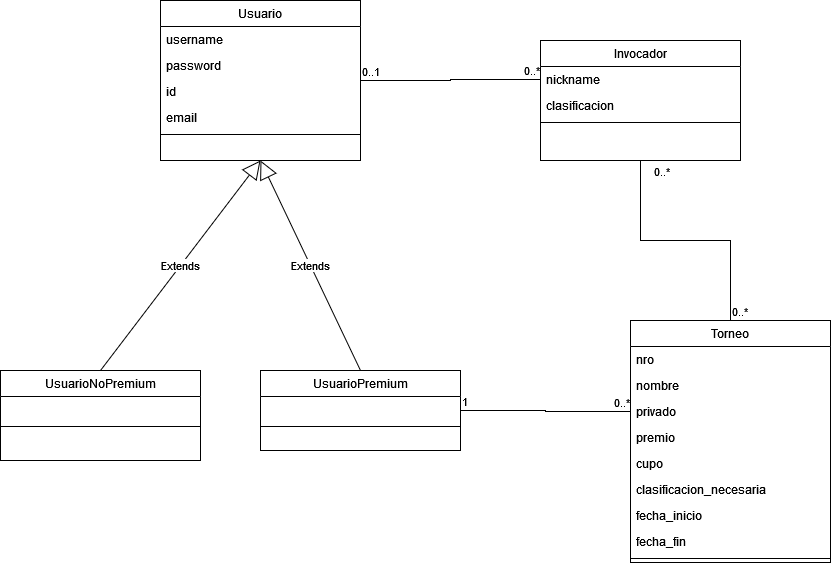 Usuario
username
password
id
email
0..1
0..*
Invocador
nickname
clasificacion
0..*
Extends
Extends
0..*
UsuarioNoPremium
UsuarioPremium
1
0..*
Torneo
nro
nombre
privado
premio
cupo
clasificacion_necesaria
fecha_inicio
fecha_fin